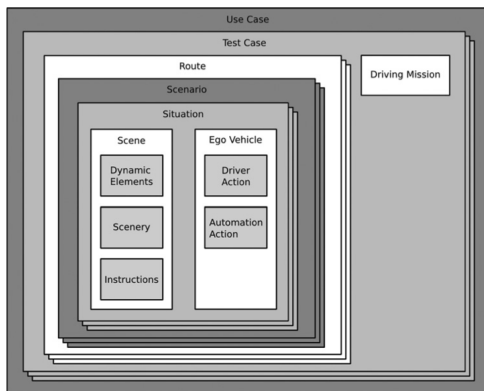 Use Case
Test Case
Route
Driving Mission
Scenario
Situation
Scene
Ego Vehicle
Dynamic
Elements
Driver
Action
Scenery
Automation
Action
Instructions